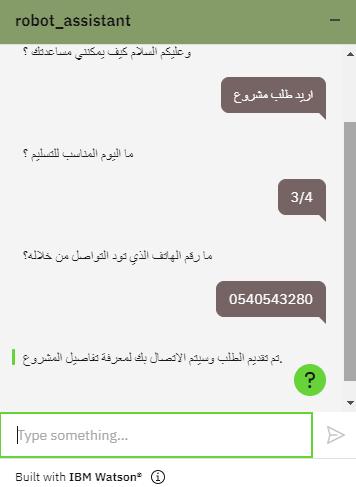 robot_assistant
وعليكم السلام كيف يمكنني مساعدتك ؟
اريد طلب مشروع
ما اليوم المناسب للتسليم ؟
3/4
ما رقم الهاتف الذي تود التواصل من خلاله؟
0540543280
تم تقديم الطلب وسيتم الاتصال بك لمعرفة تفاصيل المشروع.
?
Type something...
Built with IBM Watson®